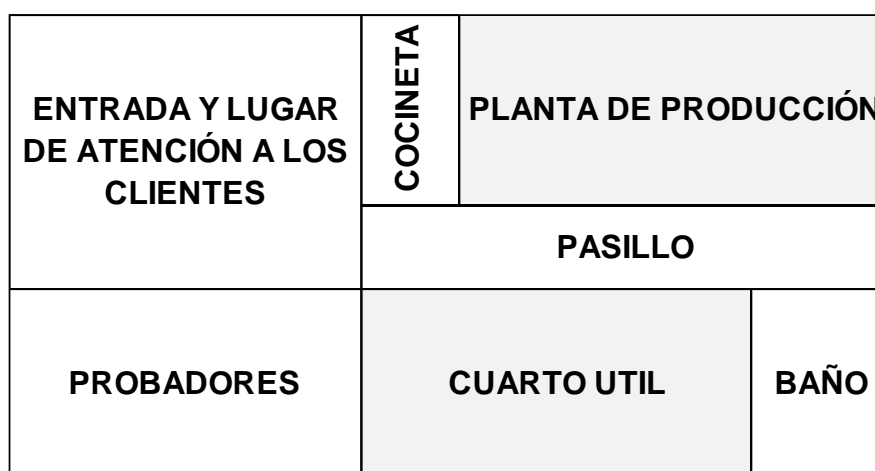 ENTRADA Y LUGAR
DE ATENCIÓN A LOS
CLIENTES
COCINETA
PLANTA DE PRODUCCIÓN
PASILLO
PROBADORES
CUARTO UTIL
BAÑO